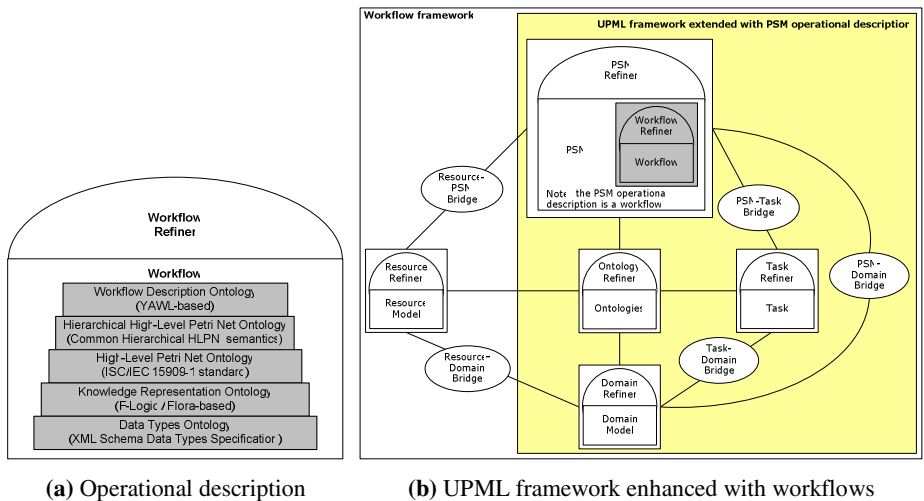 Workflow
Refiner
Workflow
Workflow Description Ontology
(YAWL-based)
Hierarchical High-Level Petri Net Ontology
(Common Hierarchical HLPN semantics)
High-Level Petri Net Ontology
(ISC/IEC 15909-1 standard)
Knowledge Representation Ontology
(F-Logic / Flora-based)
Data Types Ontology
(XML Schema Data Types Specification)
(a) Operational description
Workflow framework
UPML framework extended with PSM operational description
PSM
Refiner
PSM
Workflow
Refiner
Workflow
Note: the PSM operational
description is a workflow
Resource-
PSM
Bridge
PSM-Task
Bridge
Resource
Refiner
Resource
Model
Ontology
Refiner
Ontologies
Task
Refiner
Task
PSM-
Domain
Bridge
Resource-
Domain
Bridge
Task-
Domain
Bridge
Domain
Refiner
Domain
Model
(b) UPML framework enhanced with workflows